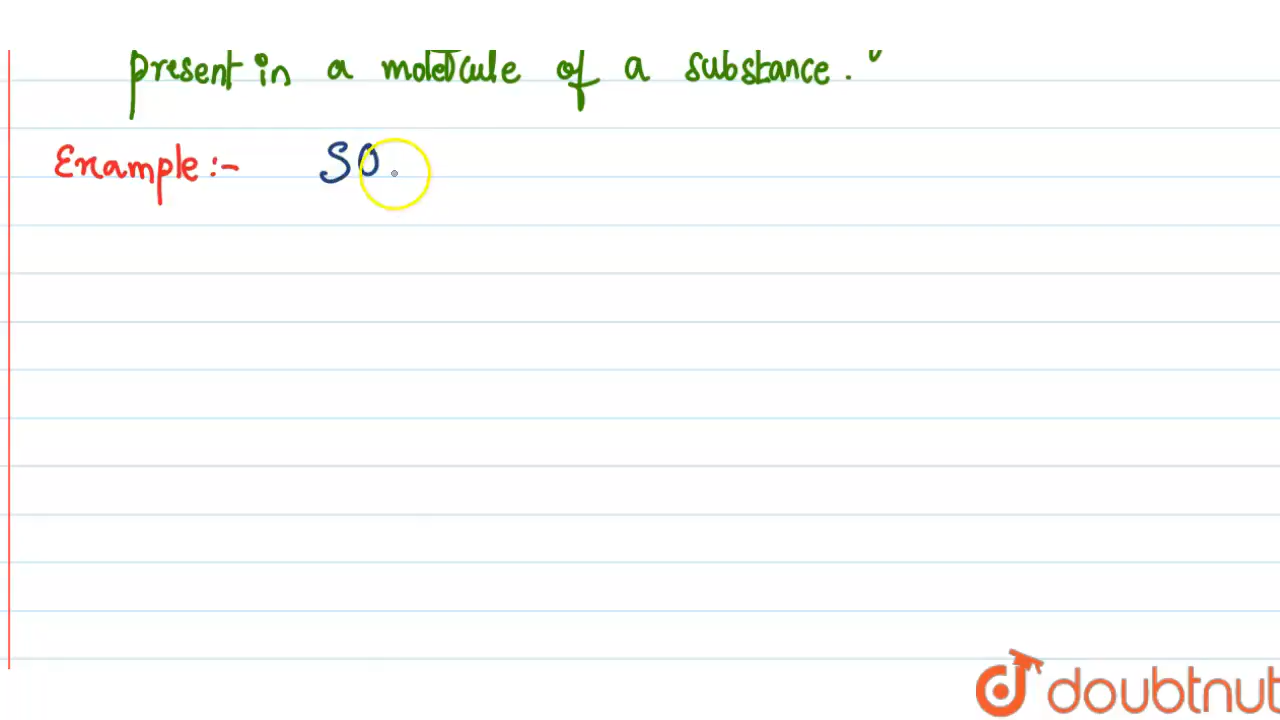 present in a molecule of a substance.
Example :- SO
doubtnut